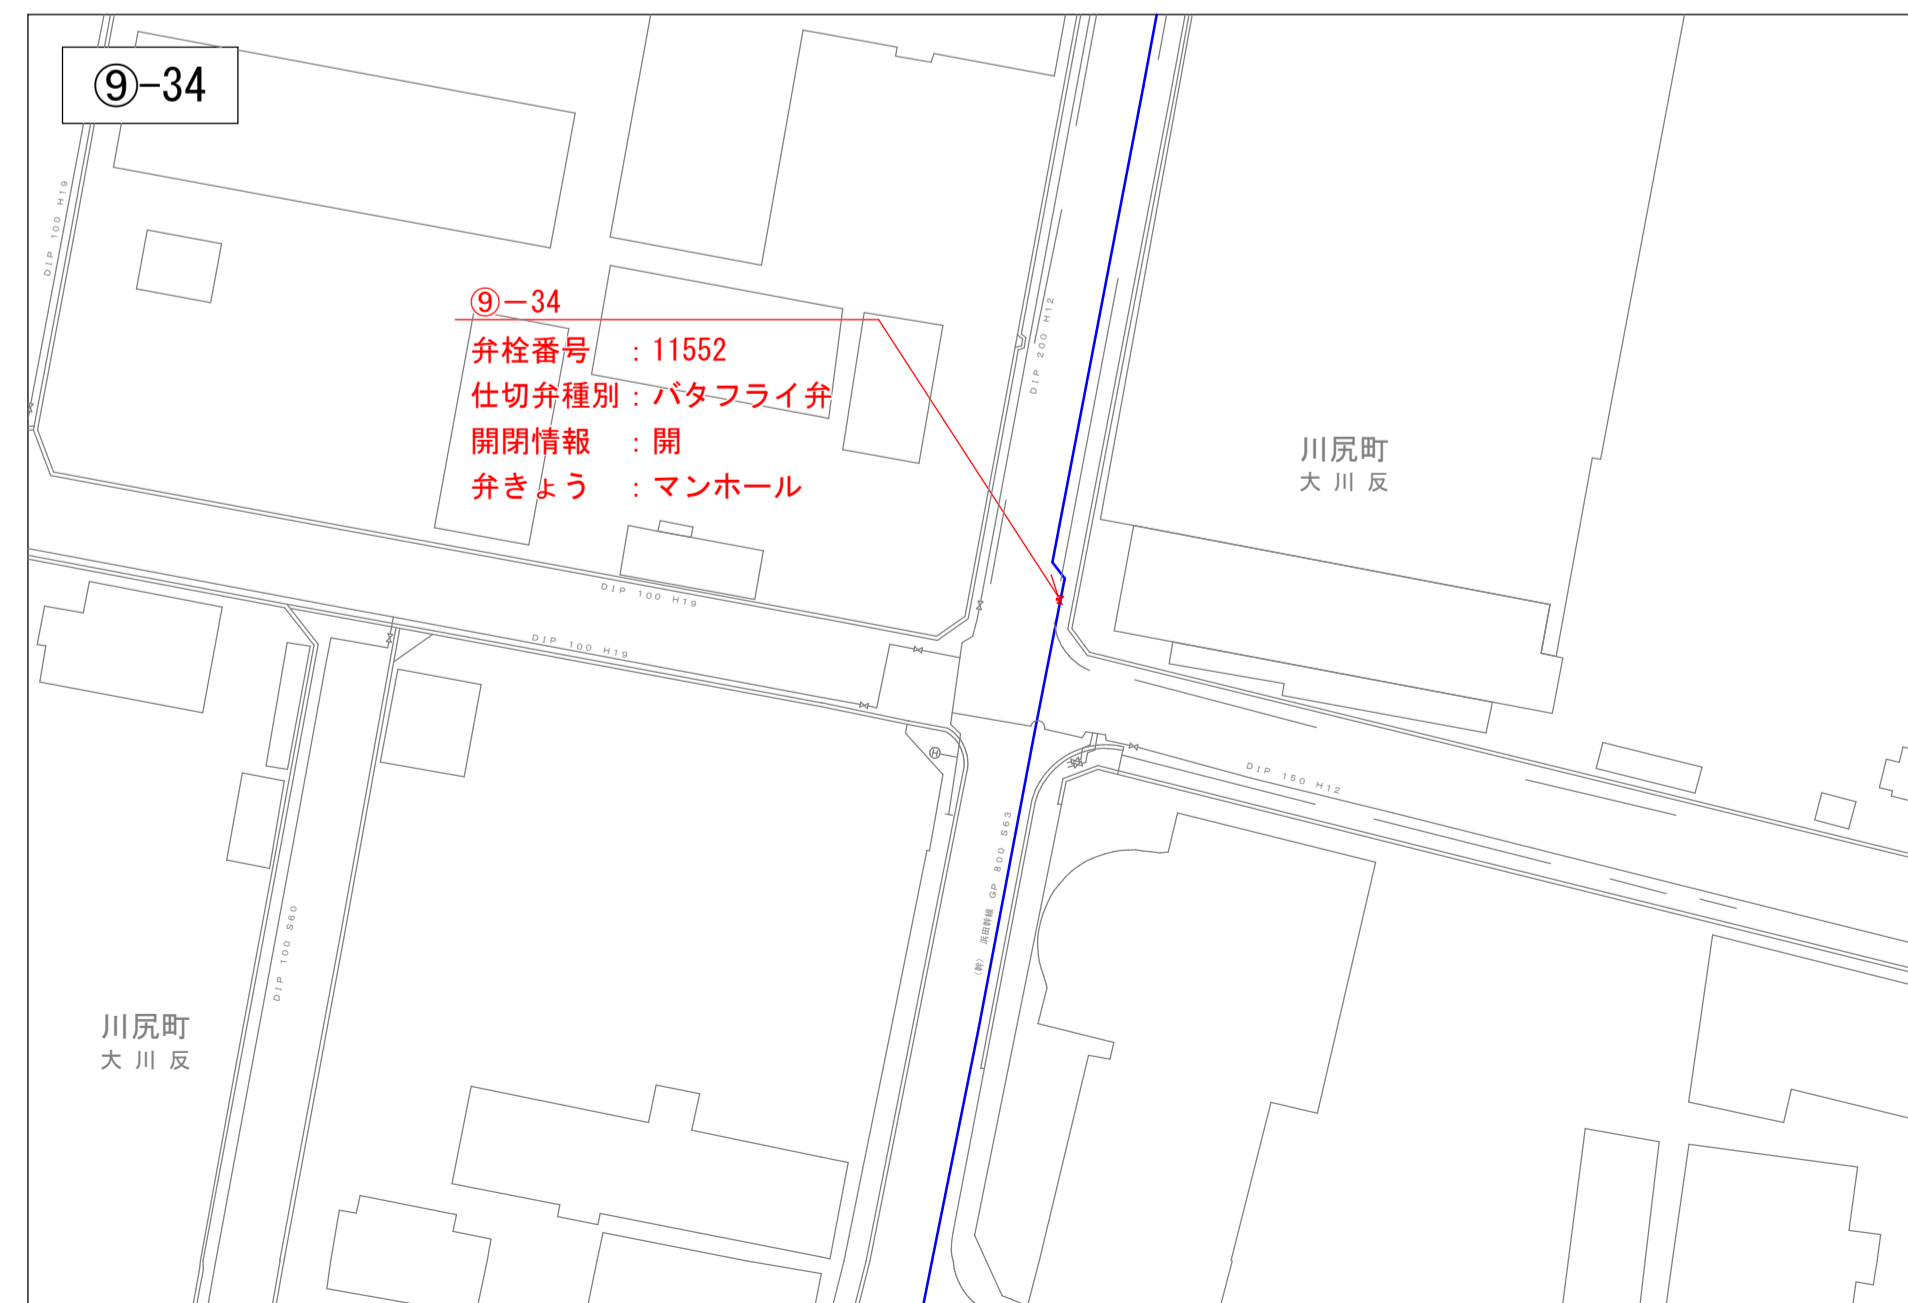 ⑨-34
DIP 100 H19
⑨－34
弁栓番号　：11552
仕切弁種別：バタフライ弁
開閉情報　：開
弁きょう　：マンホール
DIP 200 H12
川尻町
大川反
DIP 100 H19
DIP 100 H19
DIP 150 H12
(幹) 浜田幹線 GP 800 S63
DIP 100 S60
川尻町
大川反
H